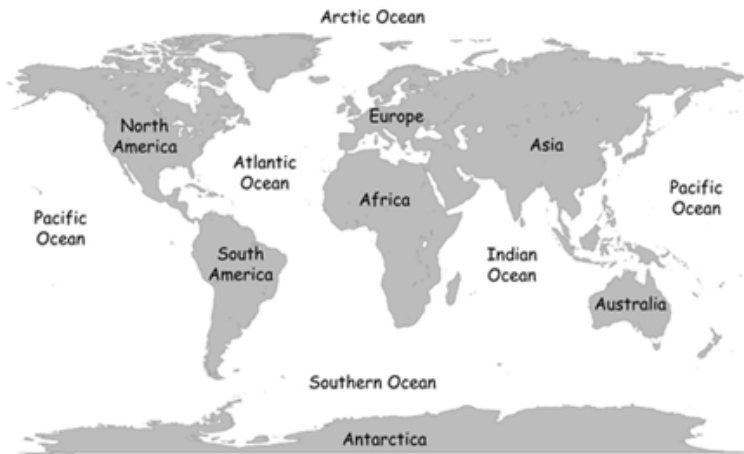 Arctic Ocean
North
America
Europe
Asia
Atlantic
Ocean
Africa
Pacific
Ocean
Pacific
Ocean
South
America
Indian
Ocean
Australia
Southern Ocean
Antarctica